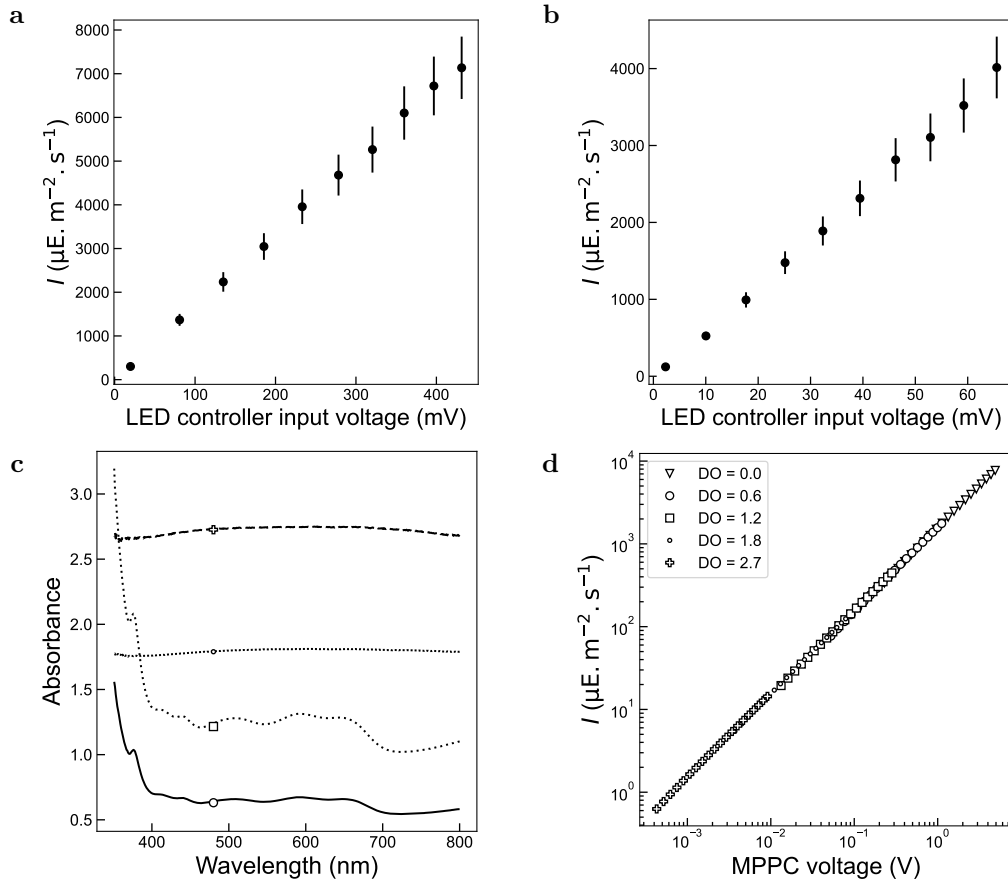 a
8000
7000
6000
5000
4000
3000
2000
1000
0
I (μE. m⁻². s⁻¹)
0 100 200 300 400
LED controller input voltage (mV)
b
4000
3000
2000
1000
0
I (μE. m⁻². s⁻¹)
0 10 20 30 40 50 60
LED controller input voltage (mV)
c
3.0
2.5
2.0
1.5
1.0
0.5
Absorbance
400 500 600 700 800
Wavelength (nm)
d
10⁴
10³
10²
10¹
10⁰
I (μE. m⁻². s⁻¹)
DO = 0.0
DO = 0.6
DO = 1.2
DO = 1.8
DO = 2.7
10⁻³ 10⁻² 10⁻¹ 10⁰
MPPC voltage (V)